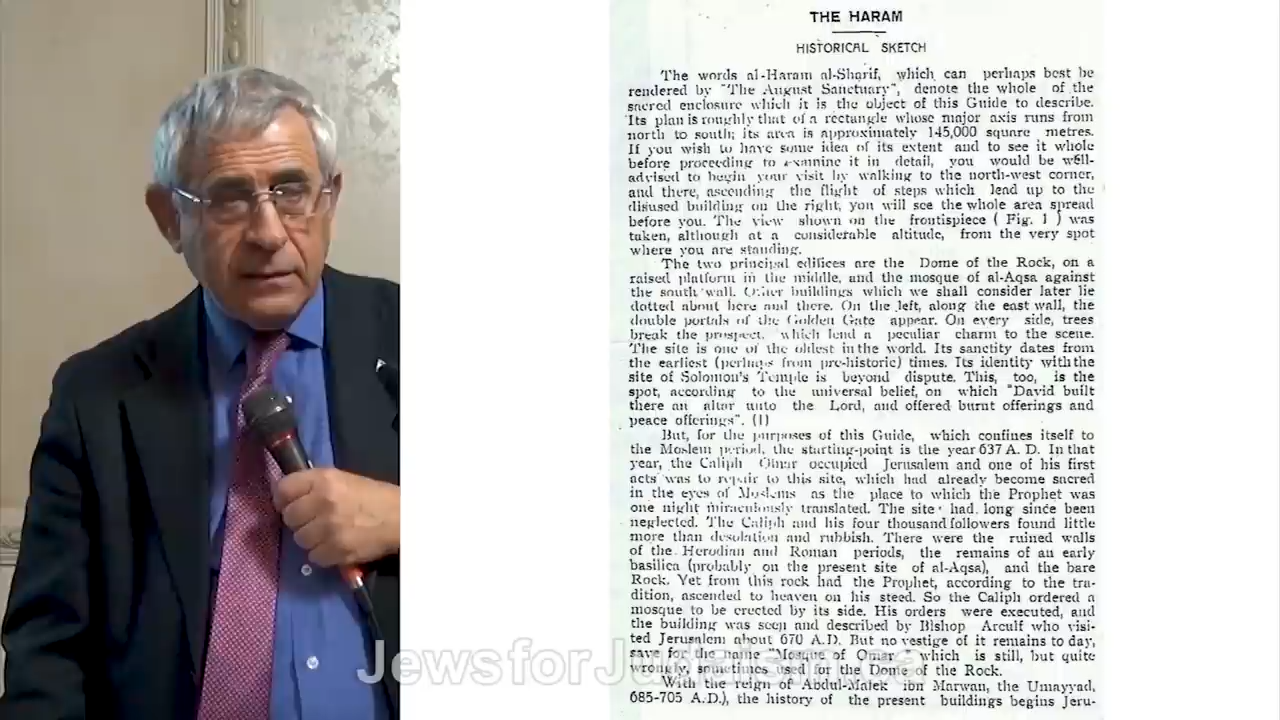 THE HARAM
HISTORICAL SKETCH
The words al-Haram al-Sharif, which can perhaps best be
rendered by "The August Sanctuary", denote the whole of the
sacred enclosure which it is the object of this Guide to describe.
Its plan is roughly that of a rectangle whose major axis runs from
north to south; its area is approximately 145,000 square metres.
If you wish to have some idea of its extent and to see it whole
before proceeding to examine it in detail, you would be well-
advised to begin your visit by walking to the north-west corner,
and there, ascending the flight of steps which lead up to the
disused building on the right, you will see the whole area spread
before you. The view shown on the frontispiece ( Fig. 1 ) was
taken, although at a considerable altitude, from the very spot
where you are standing.
The two principal edifices are the Dome of the Rock, on a
raised platform in the middle, and the mosque of al-Aqsa against
the south wall. Other buildings which we shall consider later lie
dotted about here and there. On the left, along the east wall, the
double portals of the Golden Gate appear. On every side, trees
break the prospect, which lend a peculiar charm to the scene.
The site is one of the oldest in the world. Its sanctity dates from
the earliest (perhaps from pre-historic) times. Its identity with the
site of Solomon's Temple is beyond dispute. This, too, is the
spot, according to the universal belief, on which "David built
there an altar unto the Lord, and offered burnt offerings and
peace offerings". (1)
But, for the purposes of this Guide, which confines itself to
the Moslem period, the starting-point is the year 637 A. D. In that
year, the Caliph Omar occupied Jerusalem and one of his first
acts was to repair to this site, which had already become sacred
in the eyes of Moslems as the place to which the Prophet was
one night miraculously translated. The site had long since been
neglected. The Caliph and his four thousand followers found little
more than desolation and rubbish. There were the ruined walls
of the Herodian and Roman periods, the remains of an early
basilica (probably on the present site of al-Aqsa), and the bare
Rock. Yet from this rock had the Prophet, according to the tra-
dition, ascended to heaven on his steed. So the Caliph ordered a
mosque to be erected by its side. His orders were executed, and
the building was seen and described by Bishop Arculf who visi-
ted Jerusalem about 670 A.D. But no vestige of it remains to day,
save for the name "Mosque of Omar" which is still, but quite
wrongly, sometimes used for the Dome of the Rock.
With the reign of Abdul-Malek ibn Marwan, the Umayyad,
685-705 A.D.), the history of the present buildings begins Jeru-
JewsforJudaism.ca